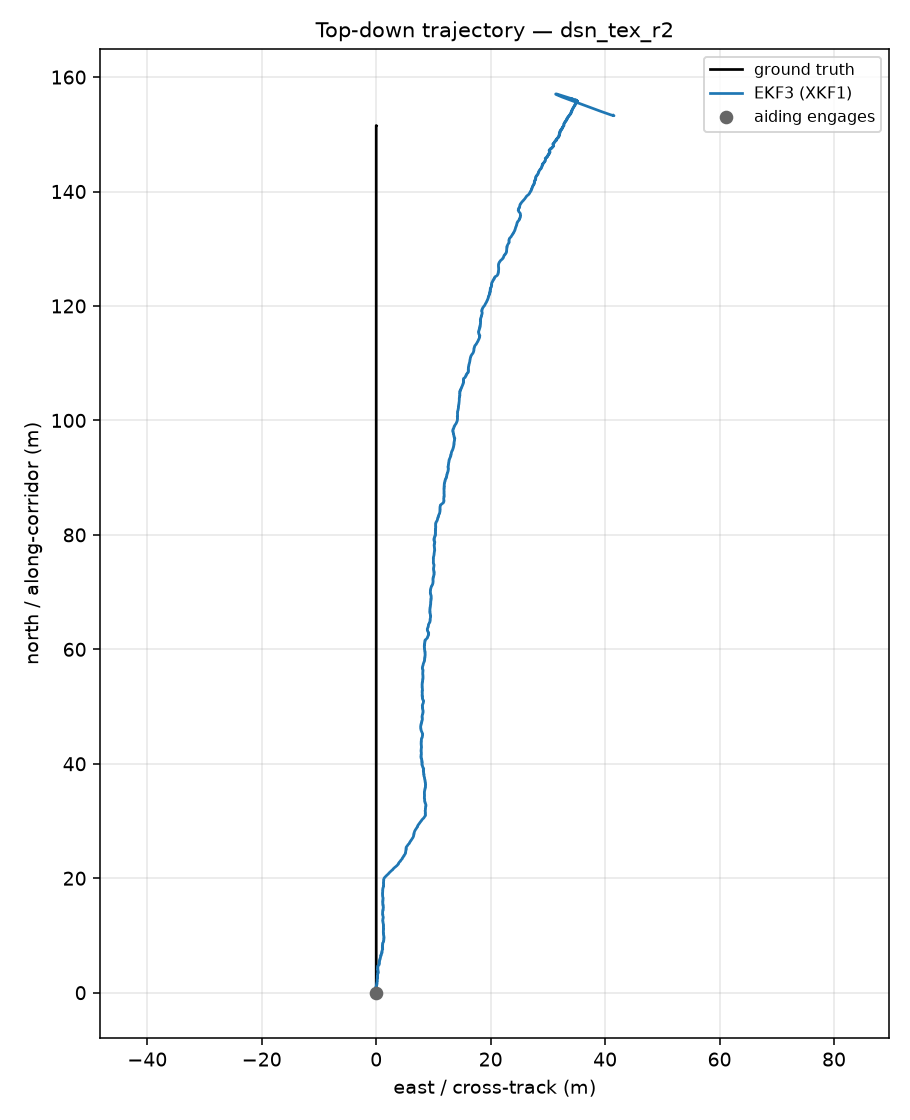 Top-down trajectory — dsn_tex_r2
ground truth
EKF3 (XKF1)
aiding engages
north / along-corridor (m)
160
140
120
100
80
60
40
20
0
−40
−20
0
20
40
60
80
east / cross-track (m)